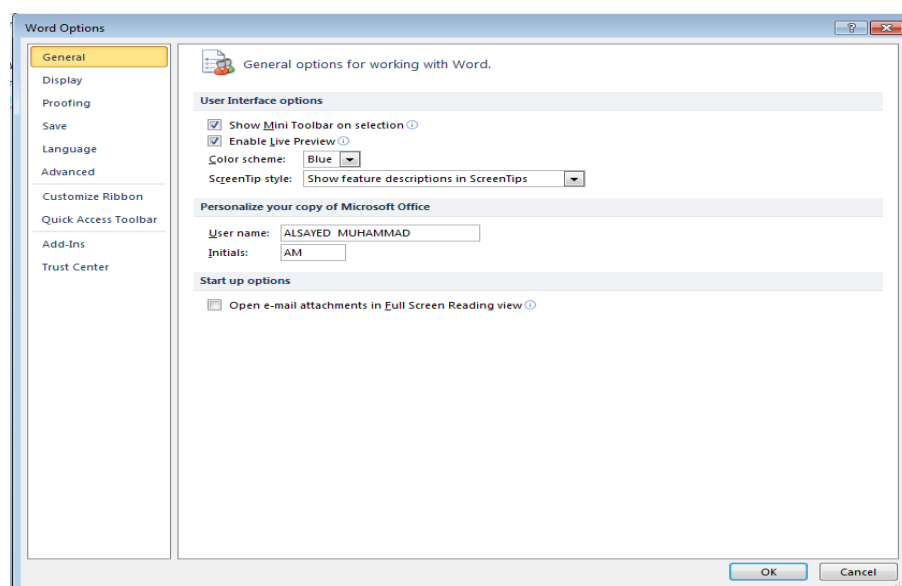 Word Options
General
Display
Proofing
Save
Language
Advanced
Customize Ribbon
Quick Access Toolbar
Add-Ins
Trust Center
General options for working with Word.
User Interface options
Show Mini Toolbar on selection
Enable Live Preview
Color scheme: Blue
ScreenTip style: Show feature descriptions in ScreenTips
Personalize your copy of Microsoft Office
User name: ALSAYED MUHAMMAD
Initials: AM
Start up options
Open e-mail attachments in Full Screen Reading view
OK Cancel